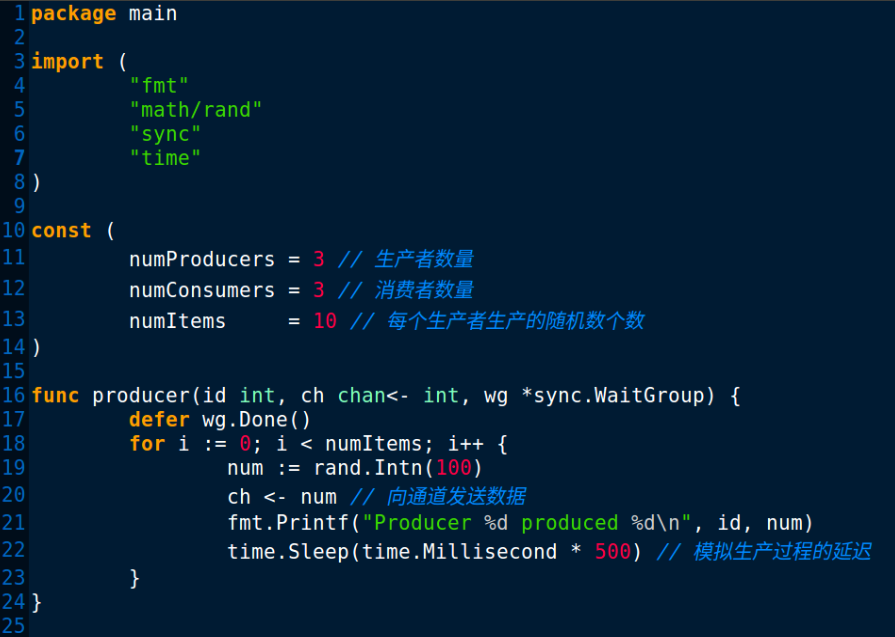 1 package main
2
3 import (
4         "fmt"
5         "math/rand"
6         "sync"
7         "time"
8 )
9
10 const (
11         numProducers = 3 // 生产者数量
12         numConsumers = 3 // 消费者数量
13         numItems     = 10 // 每个生产者生产的随机数个数
14 )
15
16 func producer(id int, ch chan<- int, wg *sync.WaitGroup) {
17         defer wg.Done()
18         for i := 0; i < numItems; i++ {
19                 num := rand.Intn(100)
20                 ch <- num // 向通道发送数据
21                 fmt.Printf("Producer %d produced %d\n", id, num)
22                 time.Sleep(time.Millisecond * 500) // 模拟生产过程的延迟
23         }
24 }
25